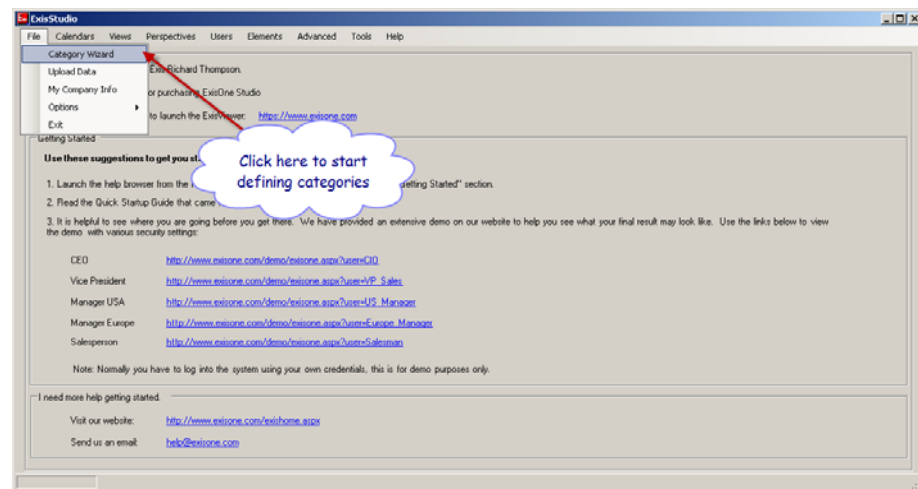 ExisStudio
File Calendars Views Perspectives Users Elements Advanced Tools Help
Category Wizard
Upload Data
My Company Info
Options
Exit
Exis Richard Thompson.
or purchasing ExisOne Studio
to launch the ExisViewer: https://www.exisone.com
Getting Started
Use these suggestions to get you st
Click here to start
defining categories
1. Launch the help browser from the
etting Started" section.
2. Read the Quick Startup Guide that came
3. It is helpful to see where you are going before you get there. We have provided an extensive demo on our website to help you see what your final result may look like. Use the links below to view
the demo with various security settings:
CEO http://www.exisone.com/demo/exisone.aspx?user=CIO
Vice President http://www.exisone.com/demo/exisone.aspx?user=VP_Sales
Manager USA http://www.exisone.com/demo/exisone.aspx?user=US_Manager
Manager Europe http://www.exisone.com/demo/exisone.aspx?user=Europe_Manager
Salesperson http://www.exisone.com/demo/exisone.aspx?user=Salesman
Note: Normally you have to log into the system using your own credentials, this is for demo purposes only.
I need more help getting started.
Visit our website: http://www.exisone.com/exishome.aspx
Send us an email: help@exisone.com